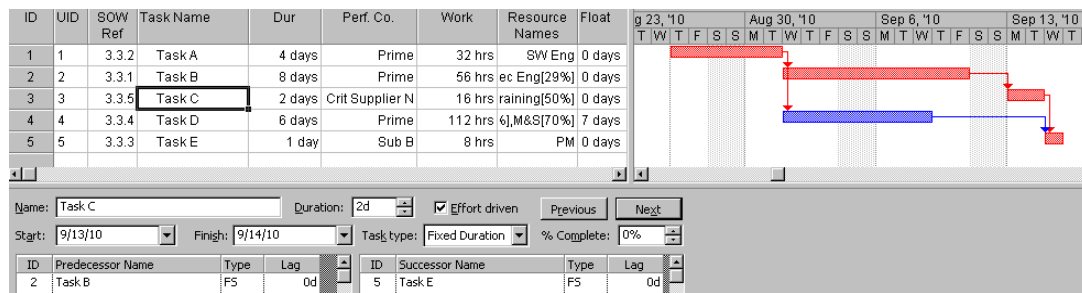 ID UID SOW Ref Task Name Dur Perf. Co. Work Resource Names Float g 23, '10 Aug 30, '10 Sep 6, '10 Sep 13, '10
T W T F S S M T W T F S S M T W T F S S M T W T
1 1 3.3.2 Task A 4 days Prime 32 hrs SW Eng 0 days
2 2 3.3.1 Task B 8 days Prime 56 hrs ec Eng[29%] 0 days
3 3 3.3.5 Task C 2 days Crit Supplier N 16 hrs raining[50%] 0 days
4 4 3.3.4 Task D 6 days Prime 112 hrs %],M&S[70%] 7 days
5 5 3.3.3 Task E 1 day Sub B 8 hrs PM 0 days
Name: Task C Duration: 2d Effort driven Previous Next
Start: 9/13/10 Finish: 9/14/10 Task type: Fixed Duration % Complete: 0%
ID Predecessor Name Type Lag ID Successor Name Type Lag
2 Task B FS 0d 5 Task E FS 0d